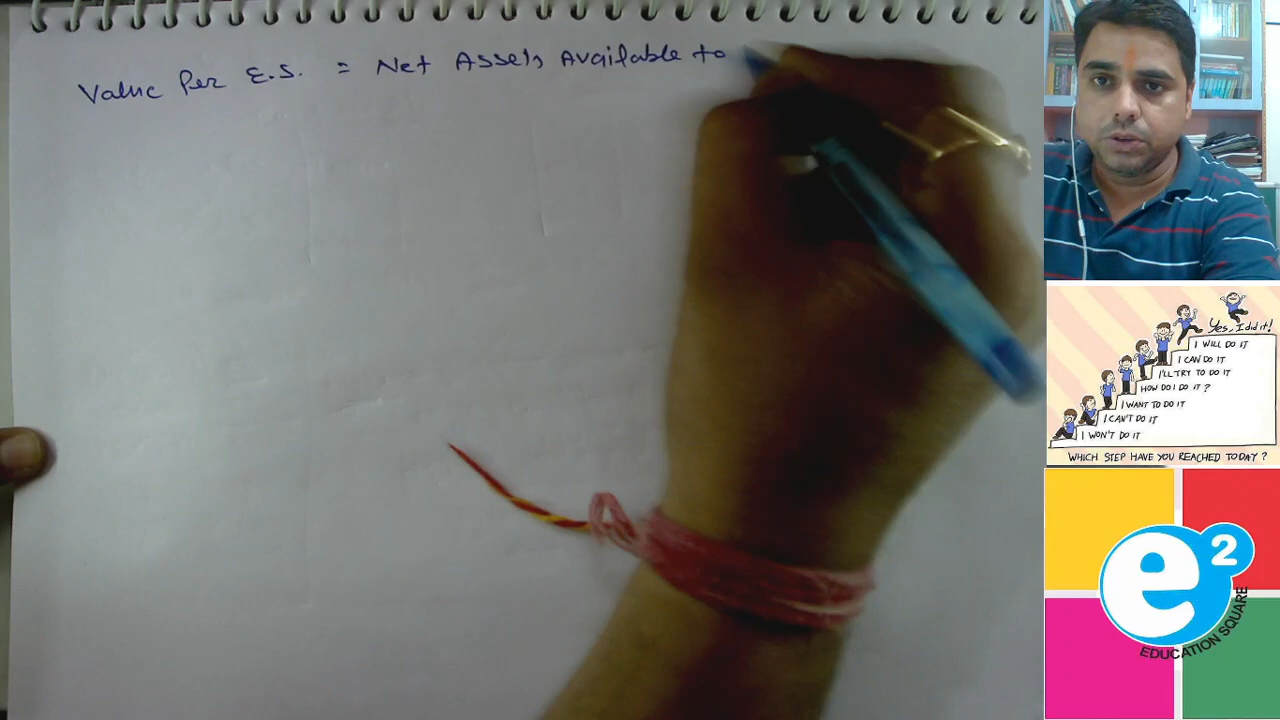 Value Per E.S. = Net Assets Available to
Yes, I did it!
I WILL DO IT
I CAN DO IT
I'LL TRY TO DO IT
HOW DO I DO IT ?
I WANT TO DO IT
I CAN'T DO IT
I WON'T DO IT
WHICH STEP HAVE YOU REACHED TODAY ?
e2
EDUCATION SQUARE